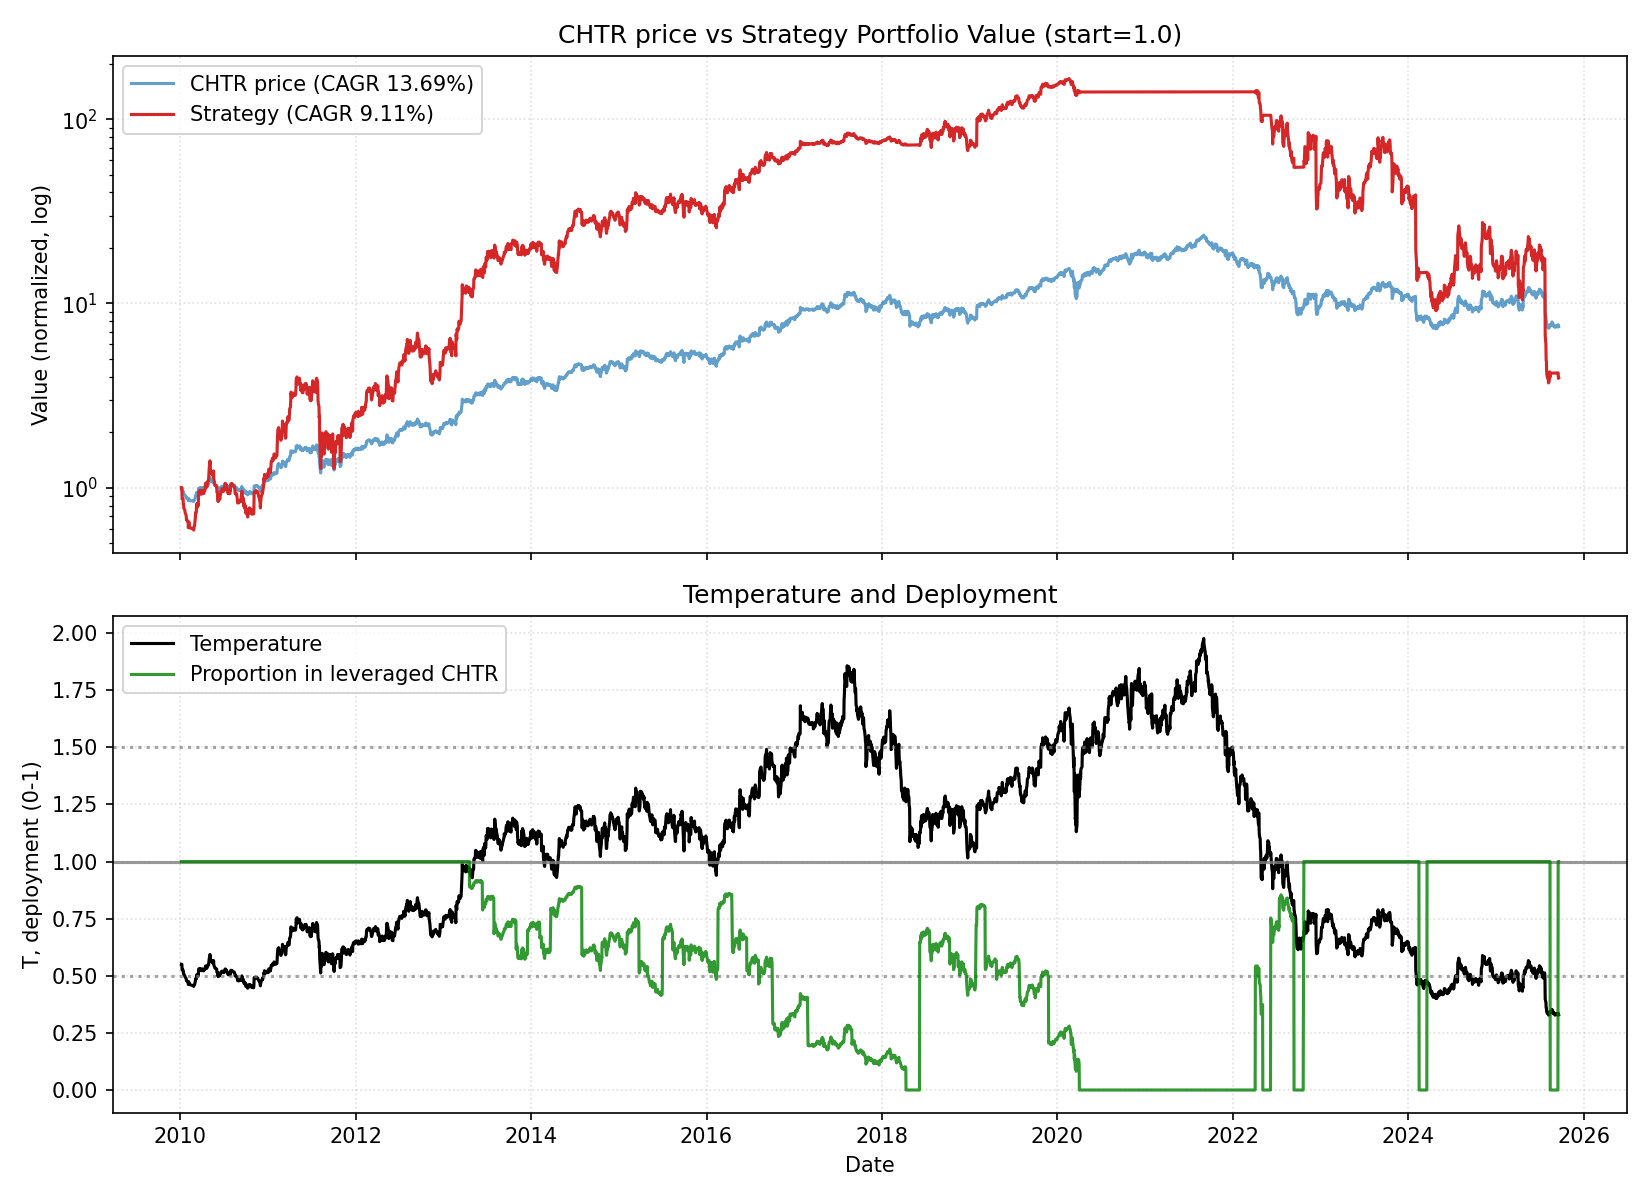 CHTR price vs Strategy Portfolio Value (start=1.0)
CHTR price (CAGR 13.69%)
Strategy (CAGR 9.11%)
Value (normalized, log)
10²
10¹
10⁰
Temperature and Deployment
Temperature
Proportion in leveraged CHTR
T, deployment (0-1)
2.00
1.75
1.50
1.25
1.00
0.75
0.50
0.25
0.00
2010 2012 2014 2016 2018 2020 2022 2024 2026
Date